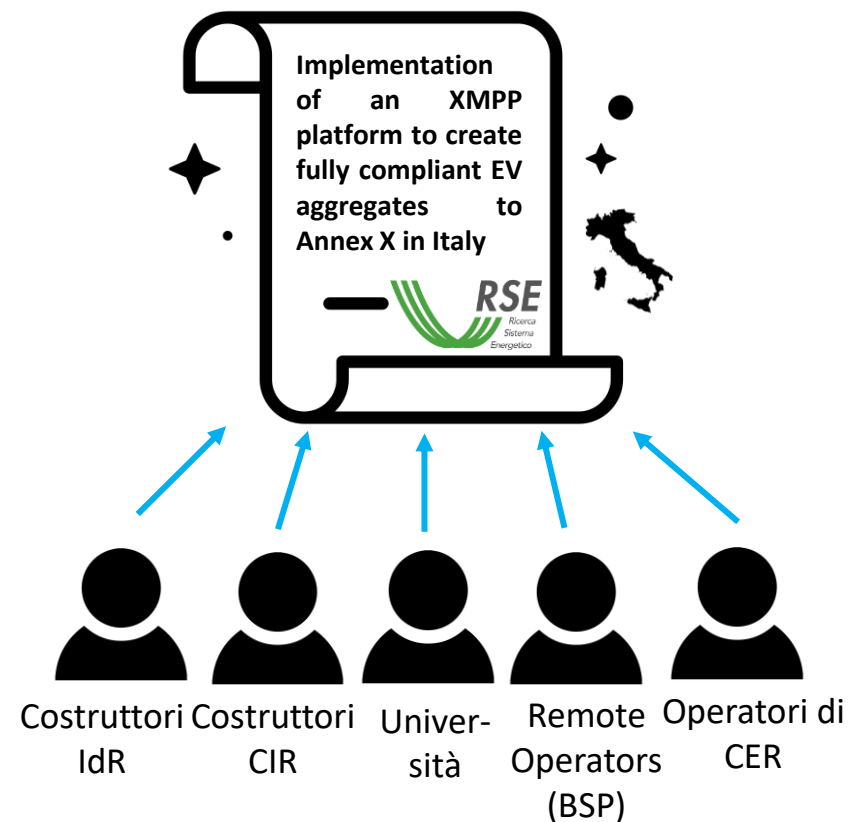 Implementation
of an XMPP
platform to create
fully compliant EV
aggregates to
Annex X in Italy
RSE
Ricerca
Sistema
Energetico
Costruttori
IdR
Costruttori
CIR
Univer-
sità
Remote
Operators
(BSP)
Operatori di
CER